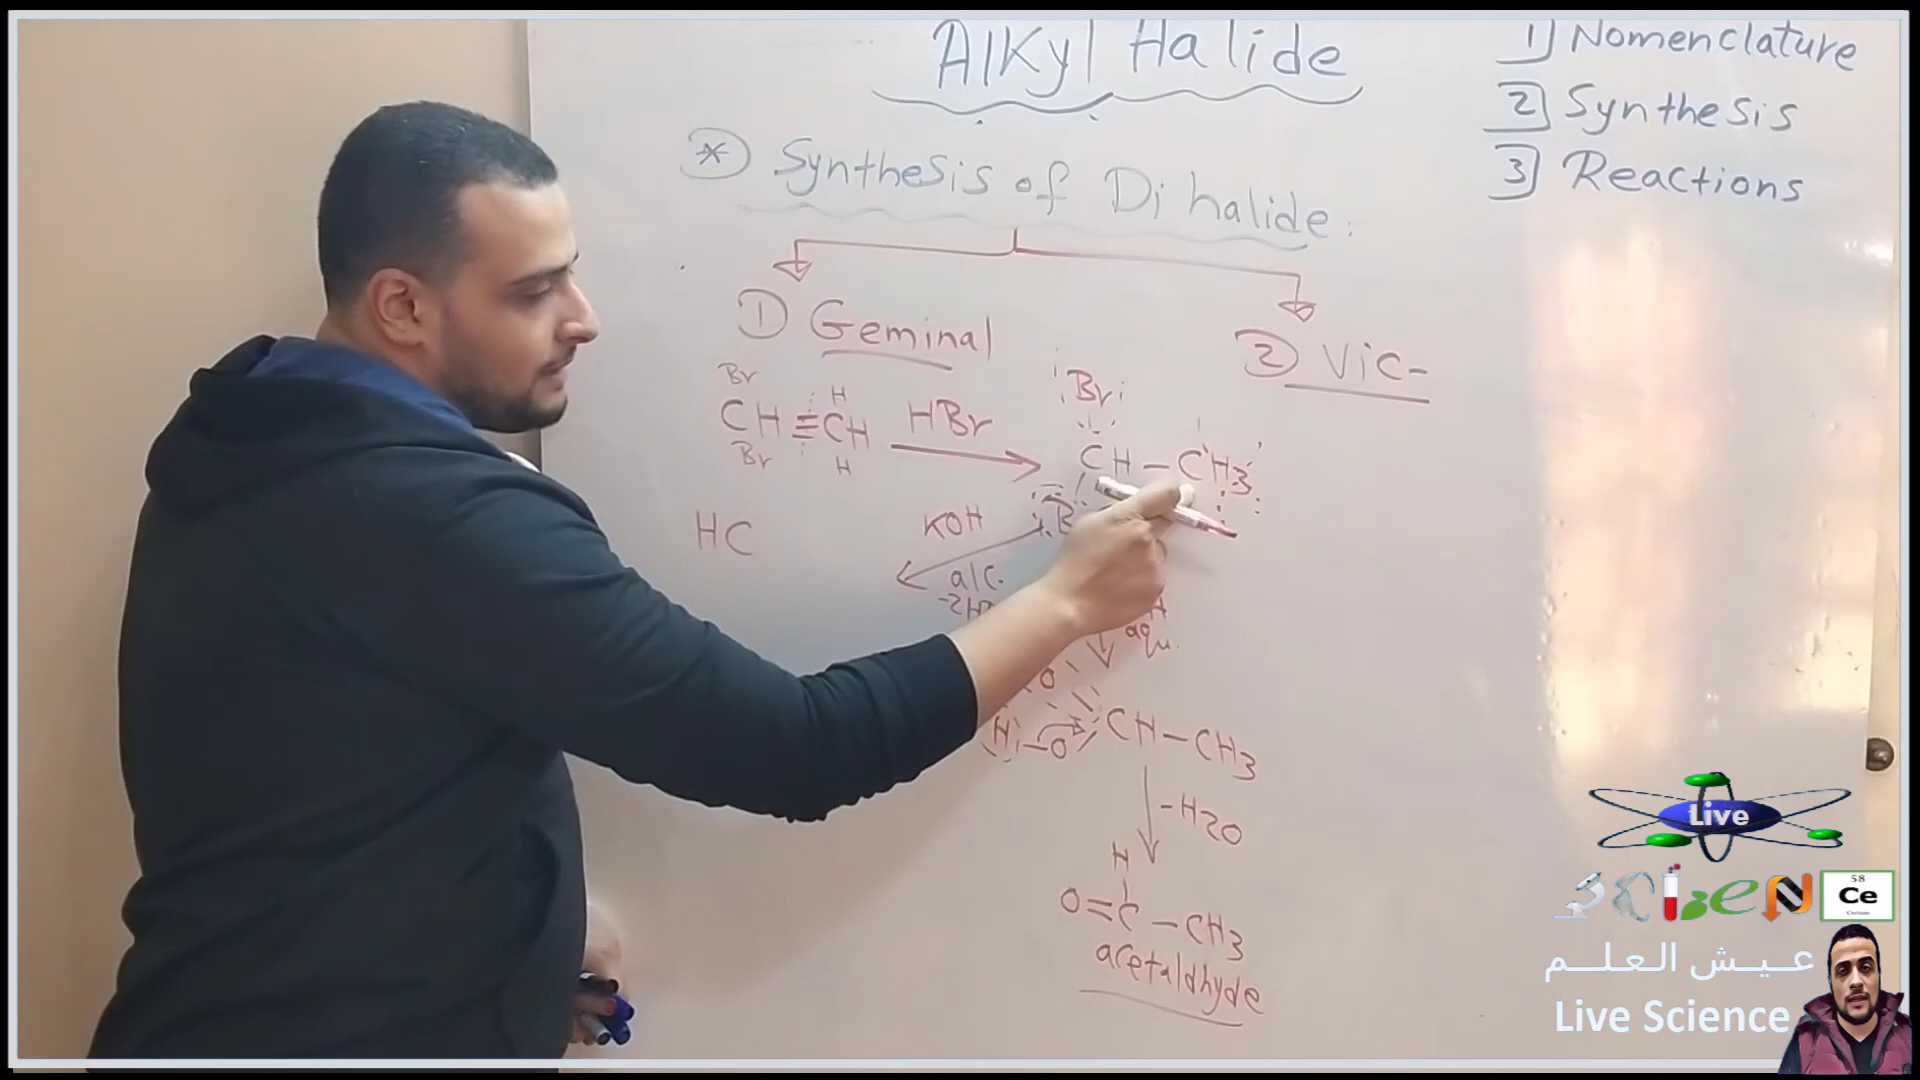 Alkyl Halide
1) Nomenclature
2) Synthesis
3) Reactions
* Synthesis of Di halide:
1) Geminal
2) Vic-
Br
CH≡CH
H
Br
H
HBr
Br
CH-CH3
HC
KOH
alc.
aqu.
O
H-O
CH-CH3
-H2O
H
O=C-CH3
acetaldhyde
Live
SCiEN
58
Ce
Cerium
عيش العلم
Live Science